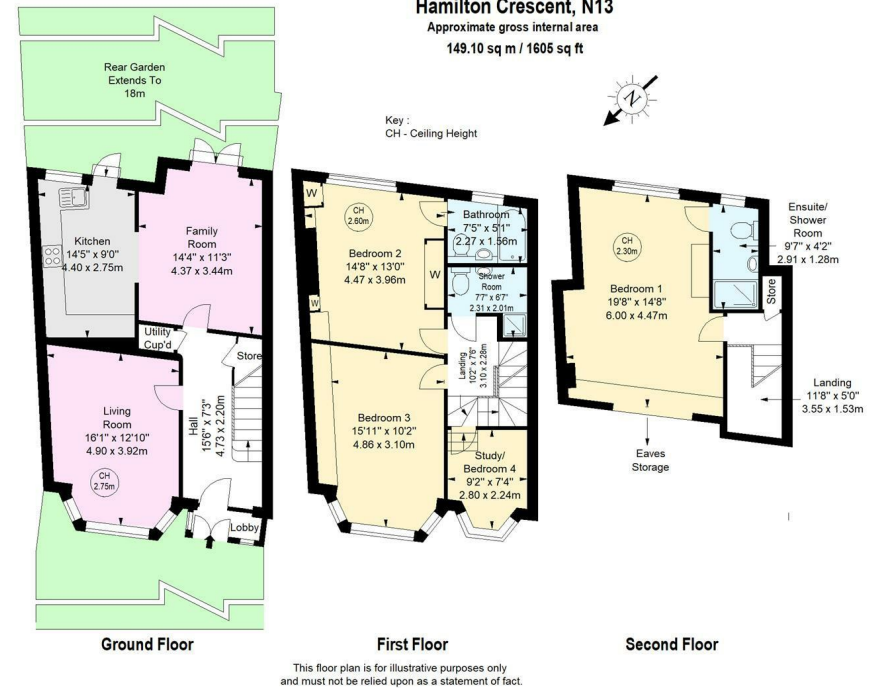 Hamilton Crescent, N13
Approximate gross internal area
149.10 sq m / 1605 sq ft
N
Key :
CH - Ceiling Height
Rear Garden
Extends To
18m
Kitchen
14'5" x 9'0"
4.40 x 2.75m
Family
Room
14'4" x 11'3"
4.37 x 3.44m
Utility
Cup'd
Store
Living
Room
16'1" x 12'10"
4.90 x 3.92m
CH
2.75m
Hall
15'6" x 7'3"
4.73 x 2.20m
Lobby
Ground Floor
W
CH
2.60m
Bedroom 2
14'8" x 13'0"
4.47 x 3.96m
W
W
Bathroom
7'5" x 5'1"
2.27 x 1.56m
Shower
Room
7'7" x 6'7"
2.31 x 2.01m
Landing
10'2" x 7'6"
3.10 x 2.28m
Bedroom 3
15'11" x 10'2"
4.86 x 3.10m
Study/
Bedroom 4
9'2" x 7'4"
2.80 x 2.24m
First Floor
CH
2.30m
Bedroom 1
19'8" x 14'8"
6.00 x 4.47m
Ensuite/
Shower
Room
9'7" x 4'2"
2.91 x 1.28m
Store
Landing
11'8" x 5'0"
3.55 x 1.53m
Eaves
Storage
Second Floor
This floor plan is for illustrative purposes only
and must not be relied upon as a statement of fact.